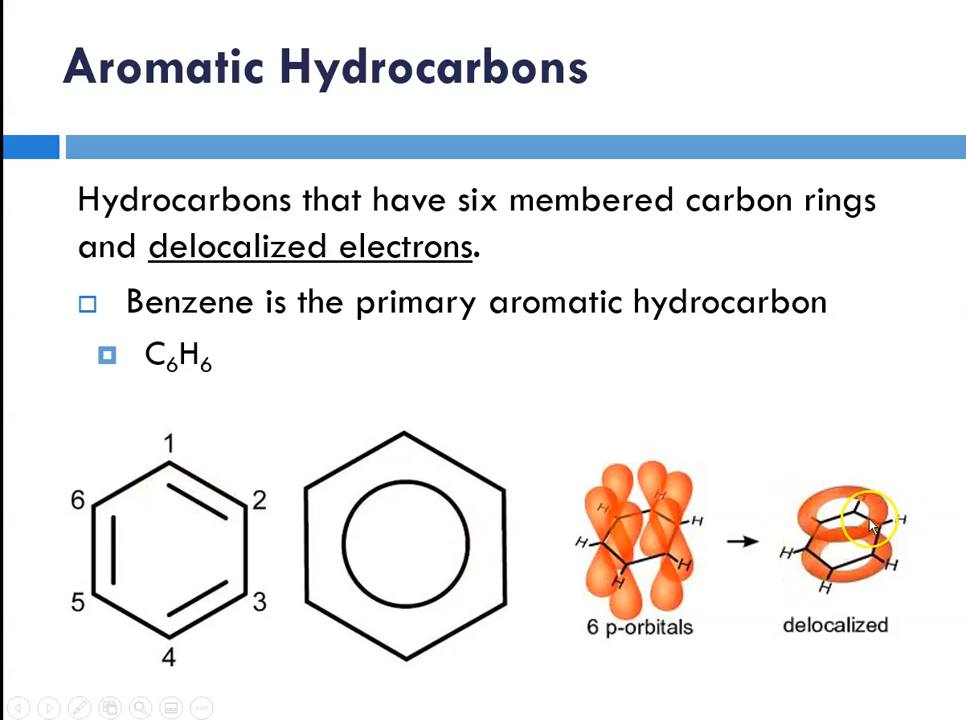 Aromatic Hydrocarbons
Hydrocarbons that have six membered carbon rings
and delocalized electrons.
Benzene is the primary aromatic hydrocarbon
C₆H₆
1
6 2
5 3
4
H H H H H H
H H H H H
6 p-orbitals
delocalized